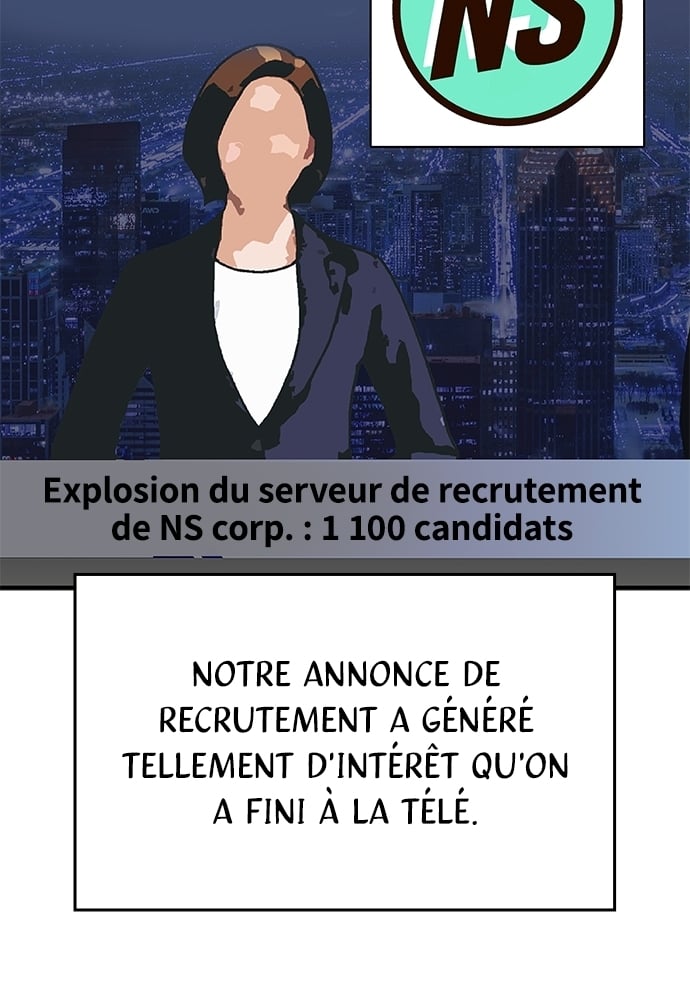 NS
Explosion du serveur de recrutement
de NS corp. : 1 100 candidats
NOTRE ANNONCE DE
RECRUTEMENT A GÉNÉRÉ
TELLEMENT D'INTÉRÊT QU'ON
A FINI À LA TÉLÉ.